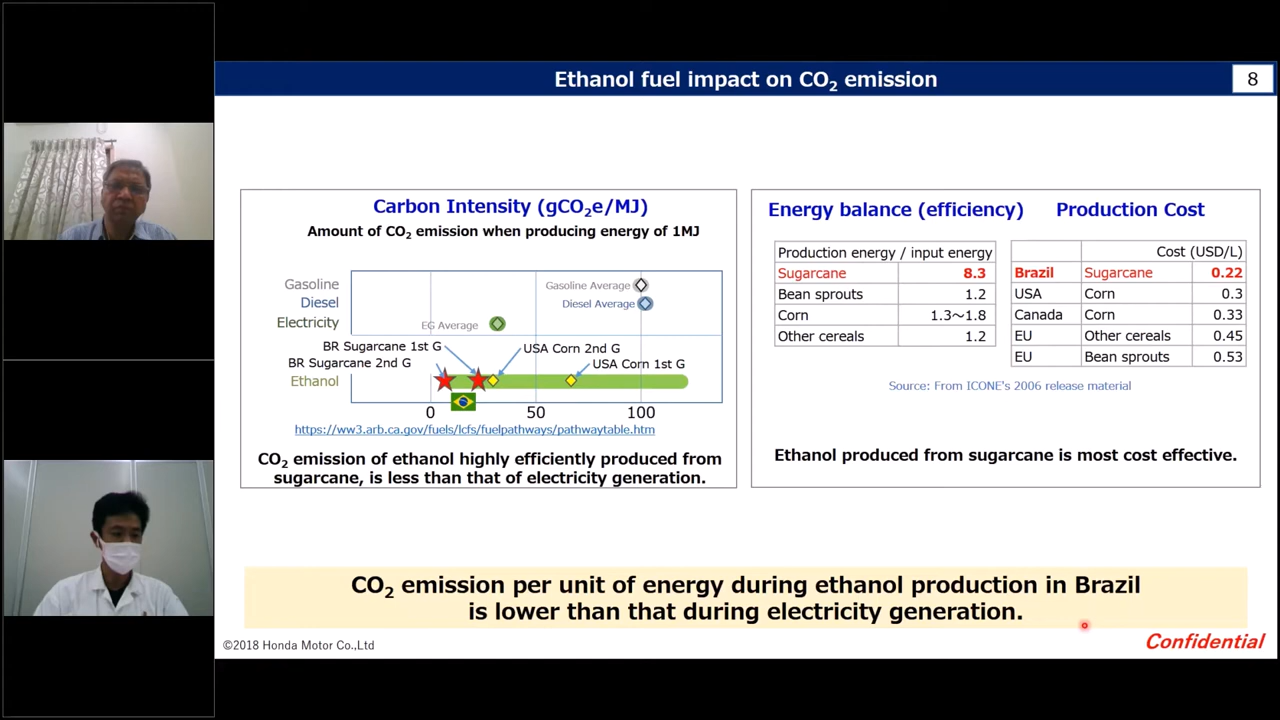 Ethanol fuel impact on CO₂ emission
8
Carbon Intensity (gCO₂e/MJ)
Amount of CO₂ emission when producing energy of 1MJ
Gasoline
Gasoline Average
Diesel
Diesel Average
Electricity
EG Average
BR Sugarcane 1st G
USA Corn 2nd G
BR Sugarcane 2nd G
USA Corn 1st G
Ethanol
0 50 100
https://ww3.arb.ca.gov/fuels/lcfs/fuelpathways/pathwaytable.htm
CO₂ emission of ethanol highly efficiently produced from
sugarcane, is less than that of electricity generation.
Energy balance (efficiency)
Production energy / input energy
Sugarcane 8.3
Bean sprouts 1.2
Corn 1.3～1.8
Other cereals 1.2
Production Cost
Cost (USD/L)
Brazil Sugarcane 0.22
USA Corn 0.3
Canada Corn 0.33
EU Other cereals 0.45
EU Bean sprouts 0.53
Source: From ICONE's 2006 release material
Ethanol produced from sugarcane is most cost effective.
CO₂ emission per unit of energy during ethanol production in Brazil
is lower than that during electricity generation.
©2018 Honda Motor Co.,Ltd
Confidential